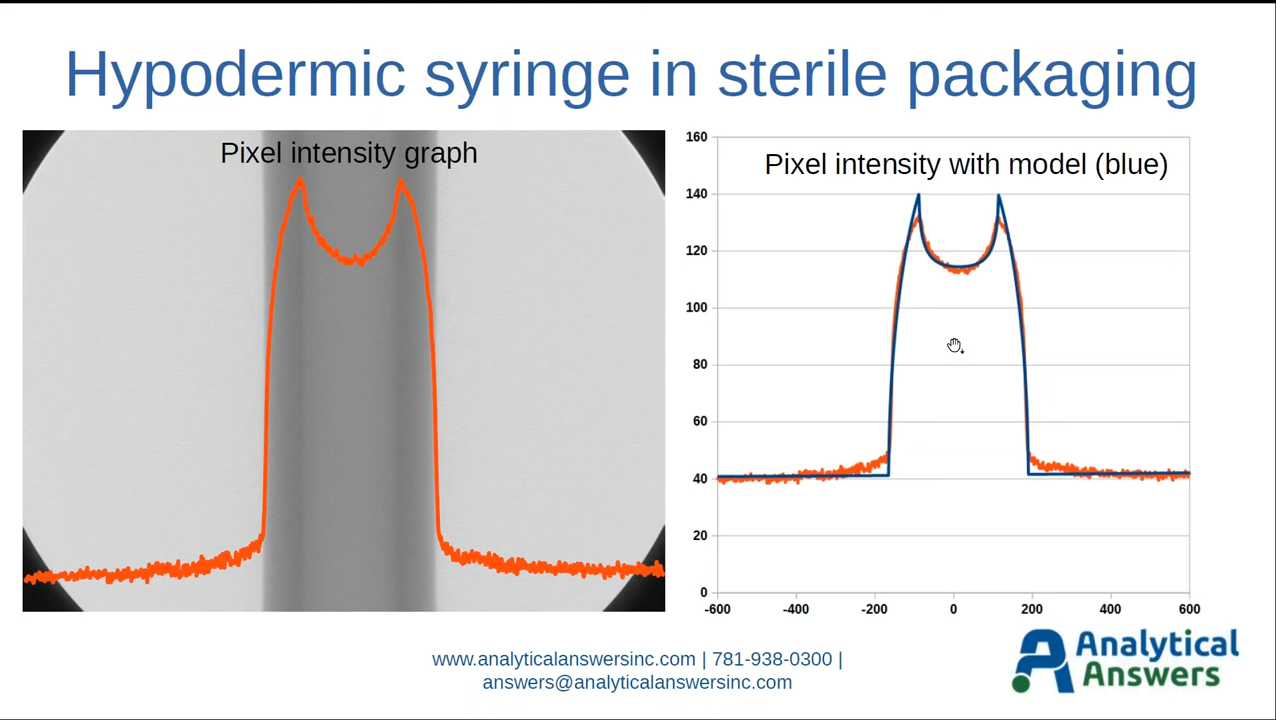 Hypodermic syringe in sterile packaging
Pixel intensity graph
Pixel intensity with model (blue)
160
140
120
100
80
60
40
20
0
-600
-400
-200
0
200
400
600
www.analyticalanswersinc.com | 781-938-0300 |
answers@analyticalanswersinc.com
Analytical
Answers